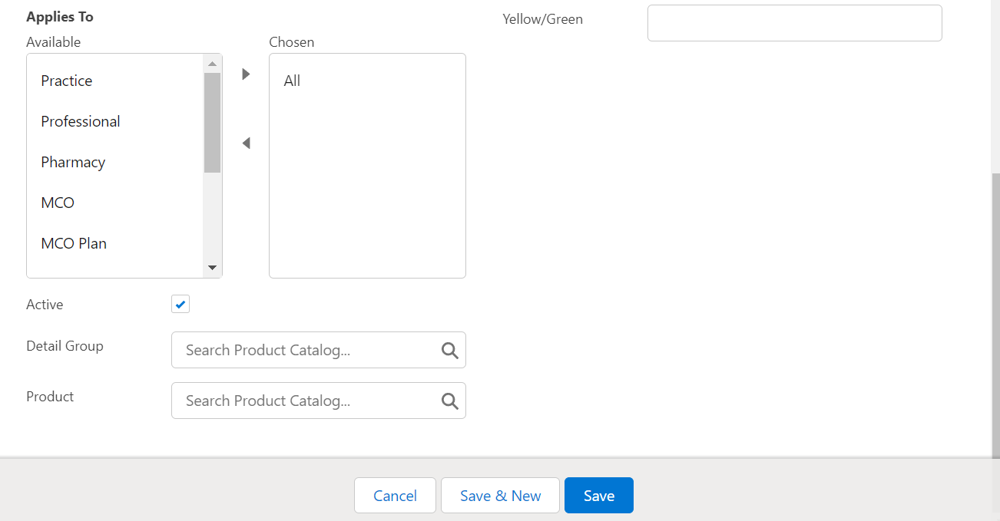 Applies To
Available
Chosen
Practice
Professional
Pharmacy
MCO
MCO Plan
All
Active
Detail Group
Search Product Catalog...
Product
Search Product Catalog...
Yellow/Green
Cancel
Save & New
Save